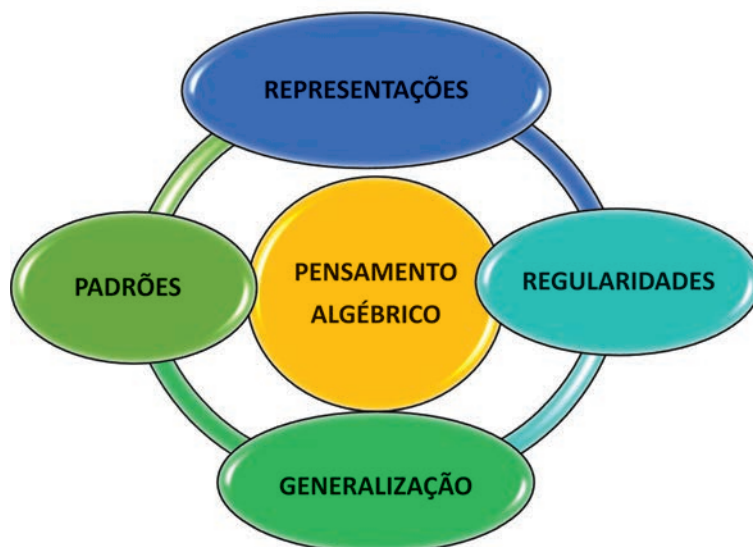 REPRESENTAÇÕES
PADRÕES
PENSAMENTO
ALGÉBRICO
REGULARIDADES
GENERALIZAÇÃO